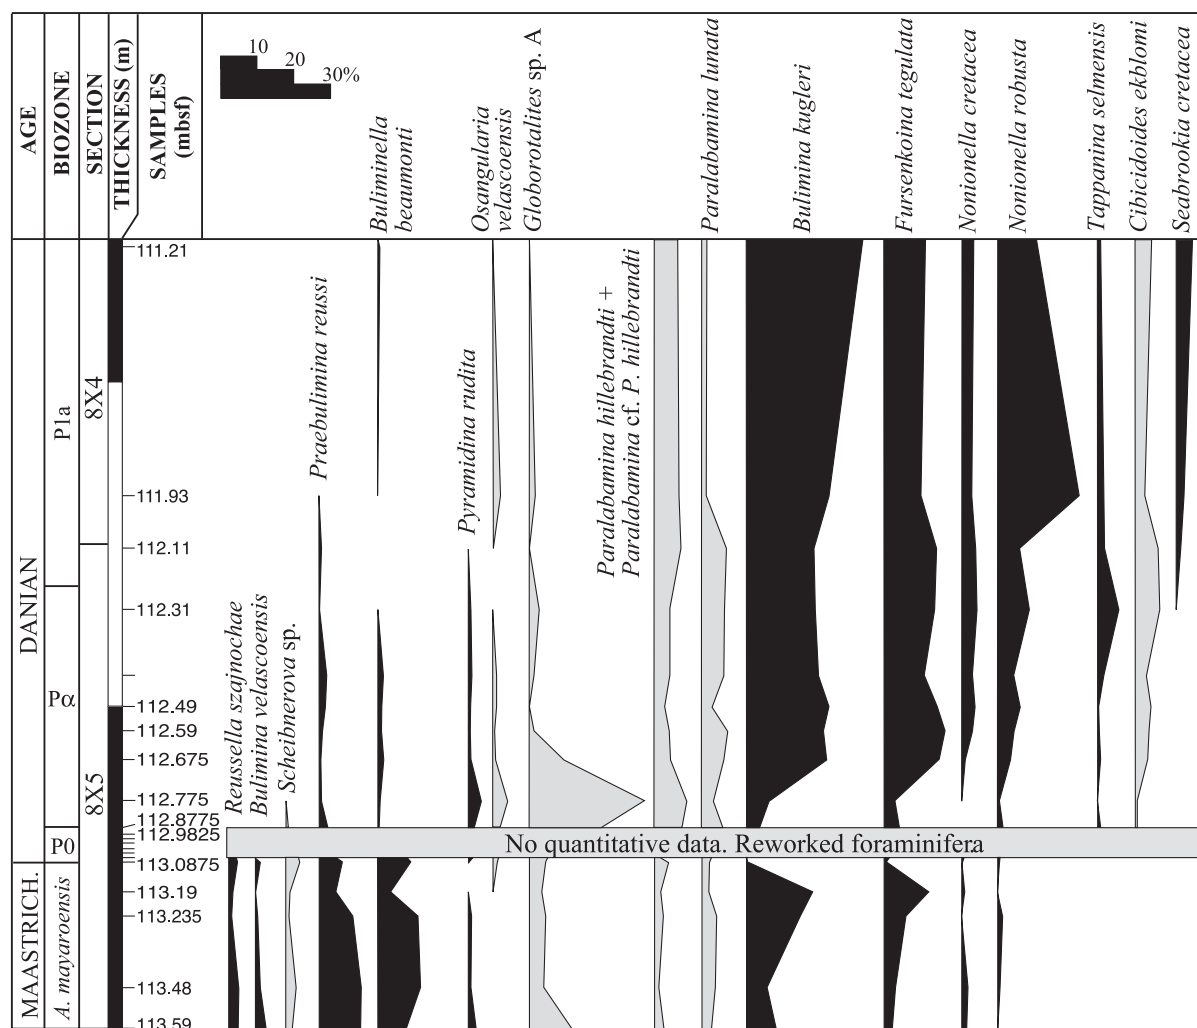 AGE
BIOZONE
SECTION
THICKNESS (m)
SAMPLES
(mbsf)
10
20
30%
Buliminella
beaumonti
Osangularia
velascoensis
Globorotalites sp. A
Paralabamina lunata
Bulimina kugleri
Fursenkoina tegulata
Nonionella cretacea
Nonionella robusta
Tappanina selmensis
Cibicidoides ekblomi
Seabrookia cretacea
Praebulimina reussi
Pyramidina rudita
Paralabamina hillebrandti +
Paralabamina cf. P. hillebrandti
Reussella szajnochae
Bulimina velascoensis
Scheibnerova sp.
DANIAN
MAASTRICH.
P1a
Pα
P0
A. mayaroensis
8X4
8X5
111.21
111.93
112.11
112.31
112.49
112.59
112.675
112.775
112.8775
112.9825
113.0875
113.19
113.235
113.48
113.59
No quantitative data. Reworked foraminifera